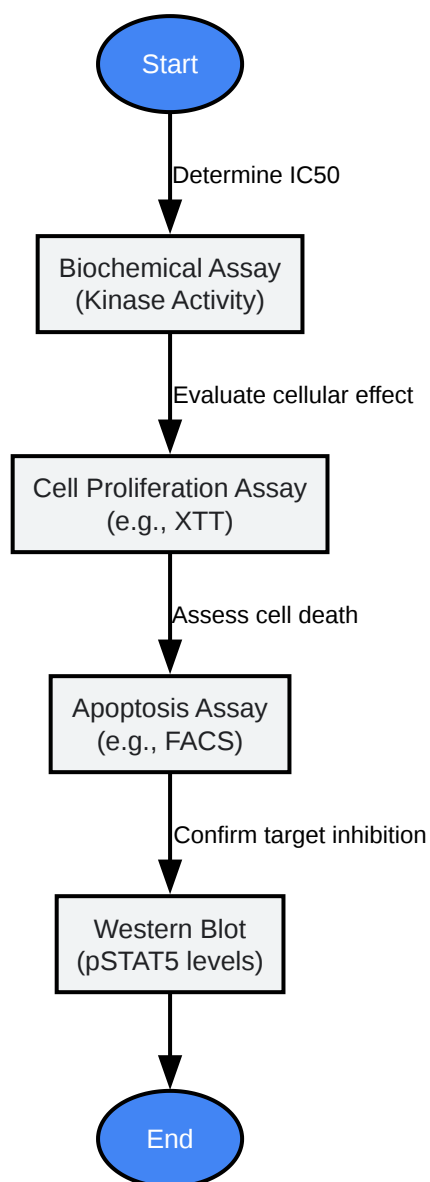 Start
Determine IC50
Biochemical Assay
(Kinase Activity)
Evaluate cellular effect
Cell Proliferation Assay
(e.g., XTT)
Assess cell death
Apoptosis Assay
(e.g., FACS)
Confirm target inhibition
Western Blot
(pSTAT5 levels)
End